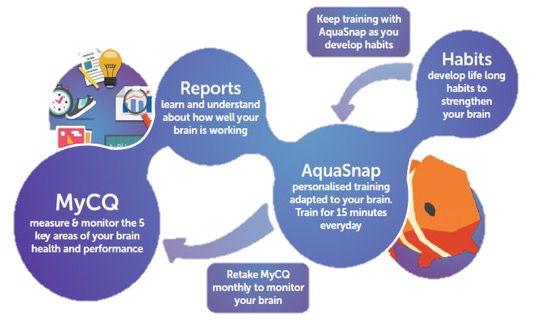 MyCQ
measure & monitor the 5
key areas of your brain
health and performance
Reports
learn and understand
about how well your
brain is working
AquaSnap
personalised training
adapted to your brain.
Train for 15 minutes
everyday
Habits
develop life long
habits to
strengthen
your brain
Keep training with
AquaSnap as you
develop habits
Retake MyCQ
monthly to monitor
your brain